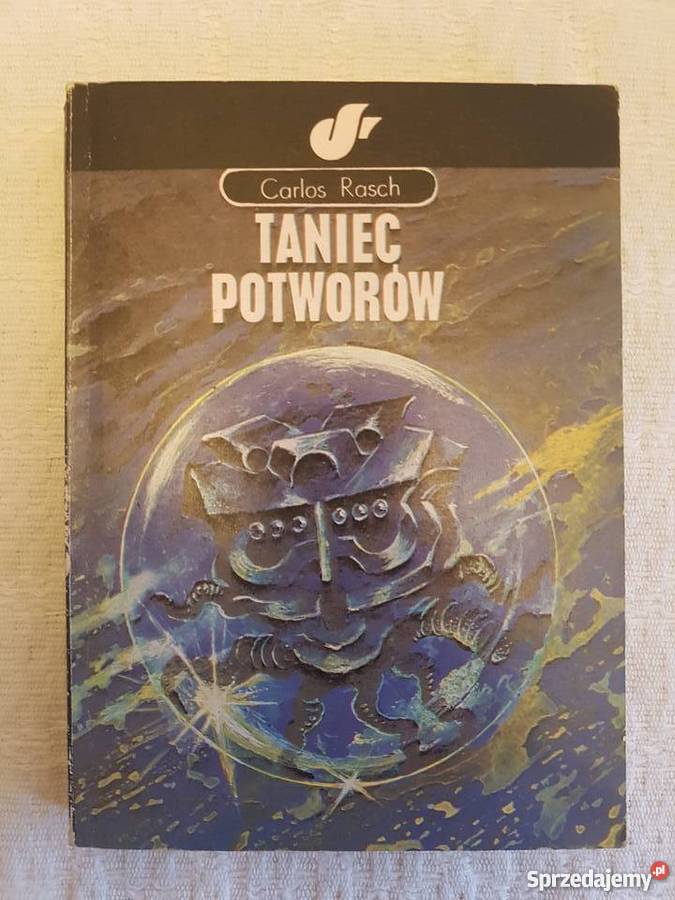 Carlos Rasch
TANIEC
POTWORÓW
Sprzedajemy.pl